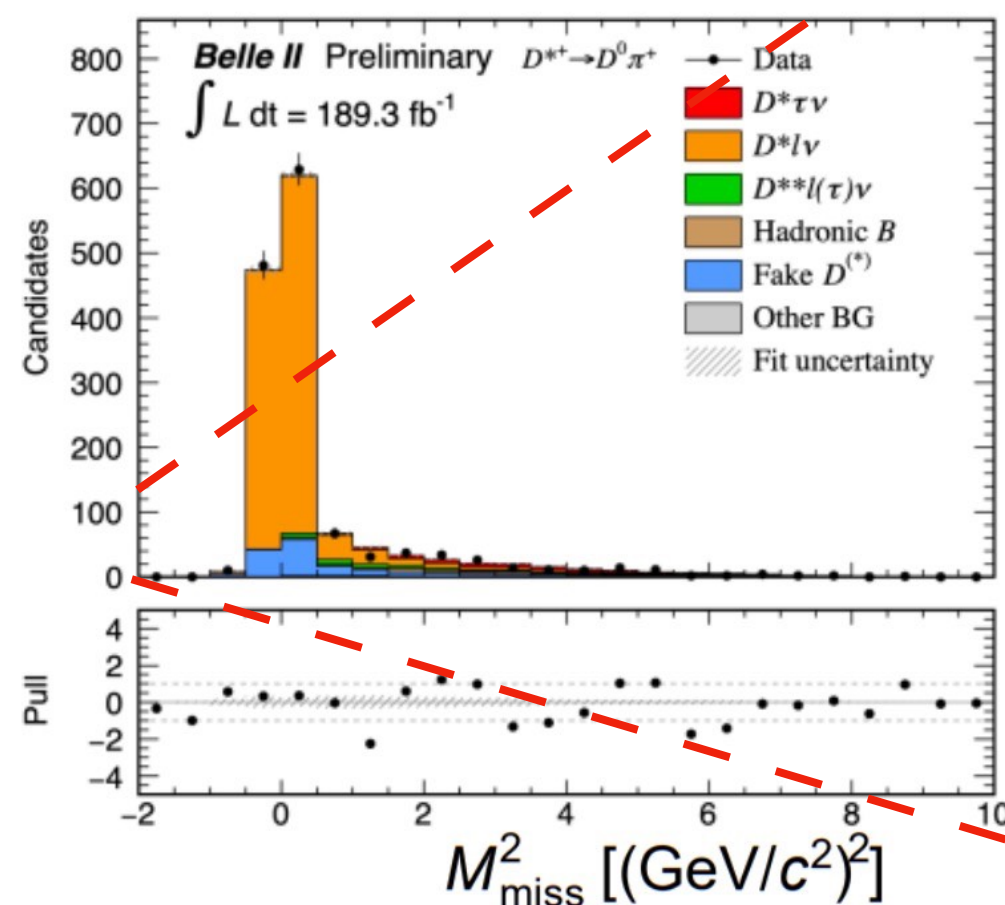 Belle II Preliminary D*⁺→D⁰π⁺
∫ L dt = 189.3 fb⁻¹
Data
D*τν
D*lν
D**l(τ)ν
Hadronic B
Fake D⁽*⁾
Other BG
Fit uncertainty
Candidates
800
700
600
500
400
300
200
100
0
Pull
4
2
0
−2
−4
−2 0 2 4 6 8 10
M²miss [(GeV/c²)²]